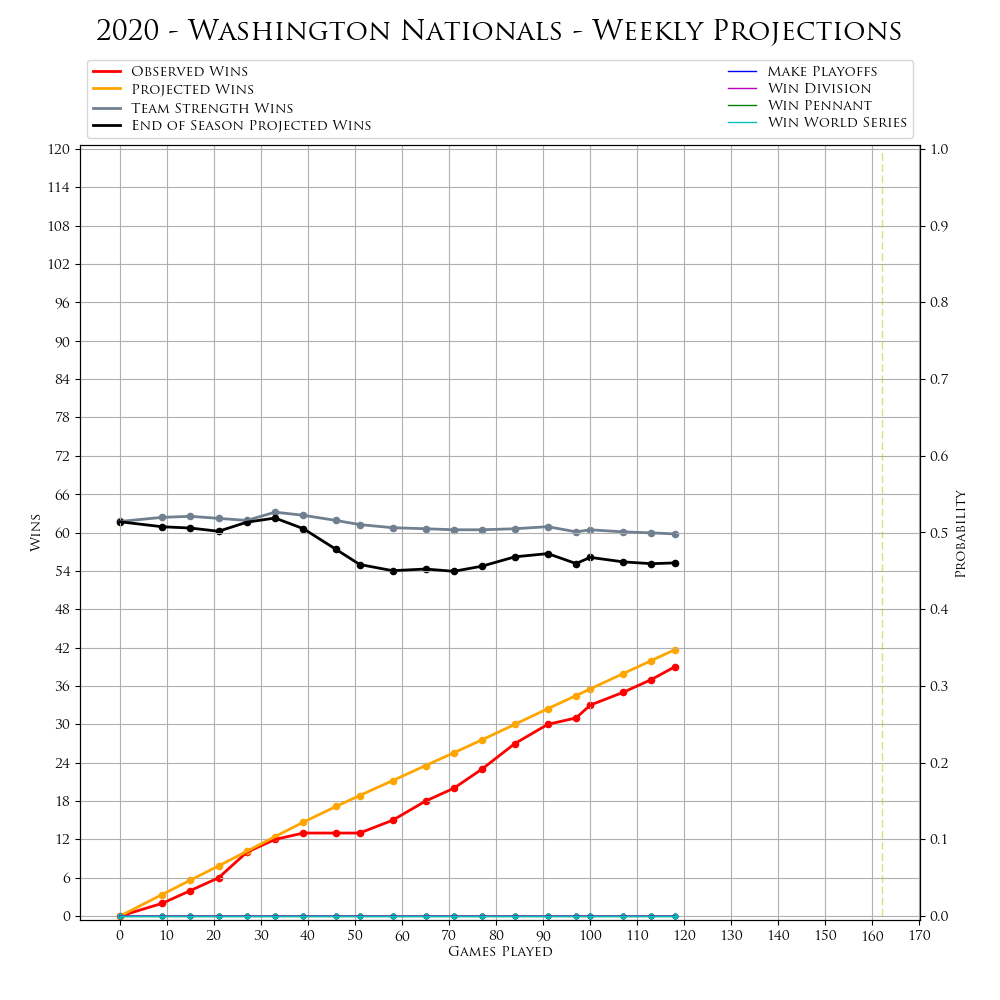 2020 - Washington Nationals - Weekly Projections
Observed Wins
Projected Wins
Team Strength Wins
End of Season Projected Wins
Make Playoffs
Win Division
Win Pennant
Win World Series
120
114
108
102
96
90
84
78
72
66
60
54
48
42
36
30
24
18
12
6
0
Wins
1.0
0.9
0.8
0.7
0.6
0.5
0.4
0.3
0.2
0.1
0.0
Probability
0 10 20 30 40 50 60 70 80 90 100 110 120 130 140 150 160 170
Games Played